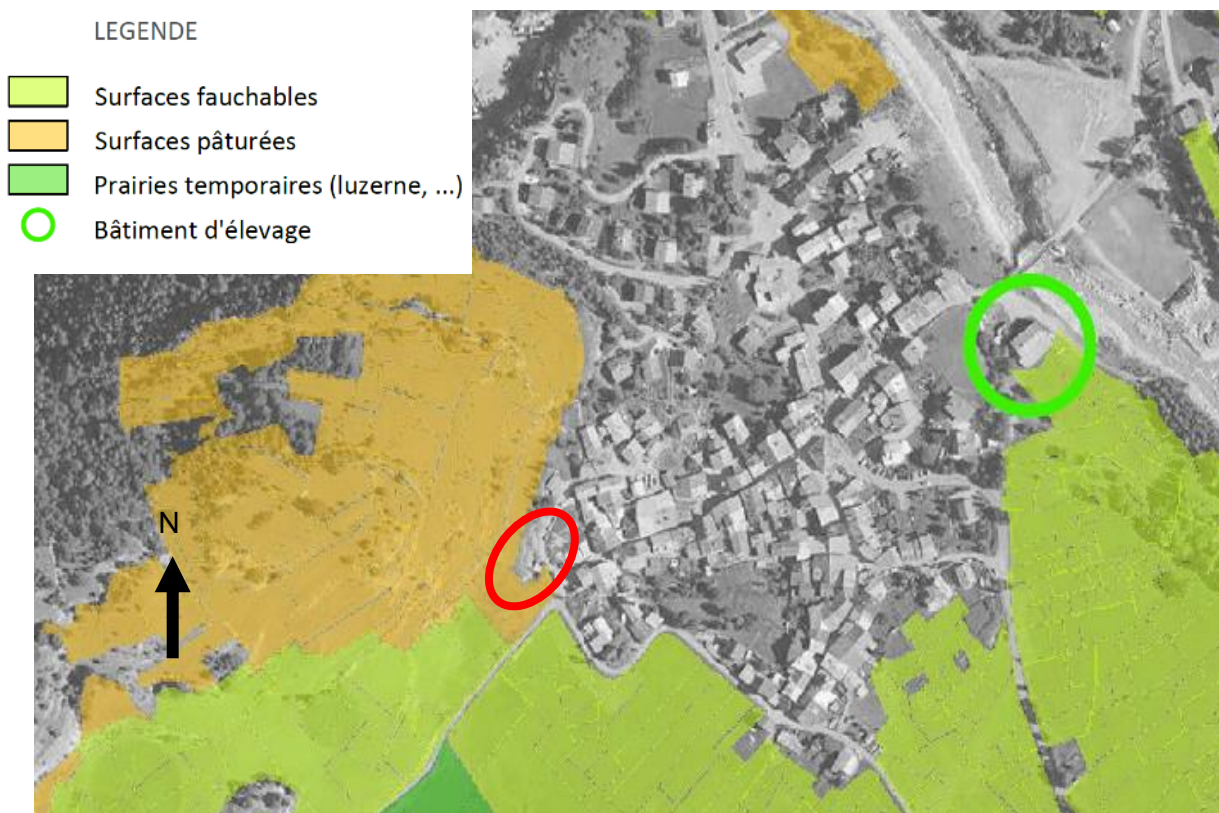 LEGENDE
Surfaces fauchables
Surfaces pâturées
Prairies temporaires (luzerne, ...)
Bâtiment d'élevage
N